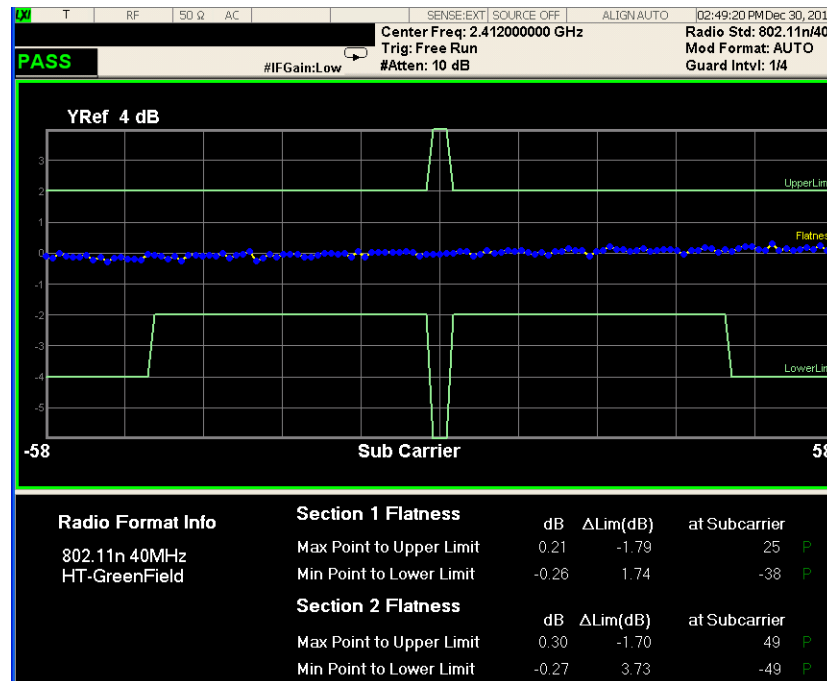 LXI T RF 50 Ω AC SENSE:EXT SOURCE OFF ALIGN AUTO 02:49:20 PM Dec 30, 201
Center Freq: 2.412000000 GHz Radio Std: 802.11n/40
Trig: Free Run Mod Format: AUTO
PASS #IFGain:Low #Atten: 10 dB Guard Intvl: 1/4
YRef 4 dB
3
2
UpperLim
1
Flatnes
0
-1
-2
-3
-4
LowerLim
-5
-58 Sub Carrier 58
Radio Format Info
802.11n 40MHz
HT-GreenField
Section 1 Flatness dB ΔLim(dB) at Subcarrier
Max Point to Upper Limit 0.21 -1.79 25 P
Min Point to Lower Limit -0.26 1.74 -38 P
Section 2 Flatness dB ΔLim(dB) at Subcarrier
Max Point to Upper Limit 0.30 -1.70 49 P
Min Point to Lower Limit -0.27 3.73 -49 P